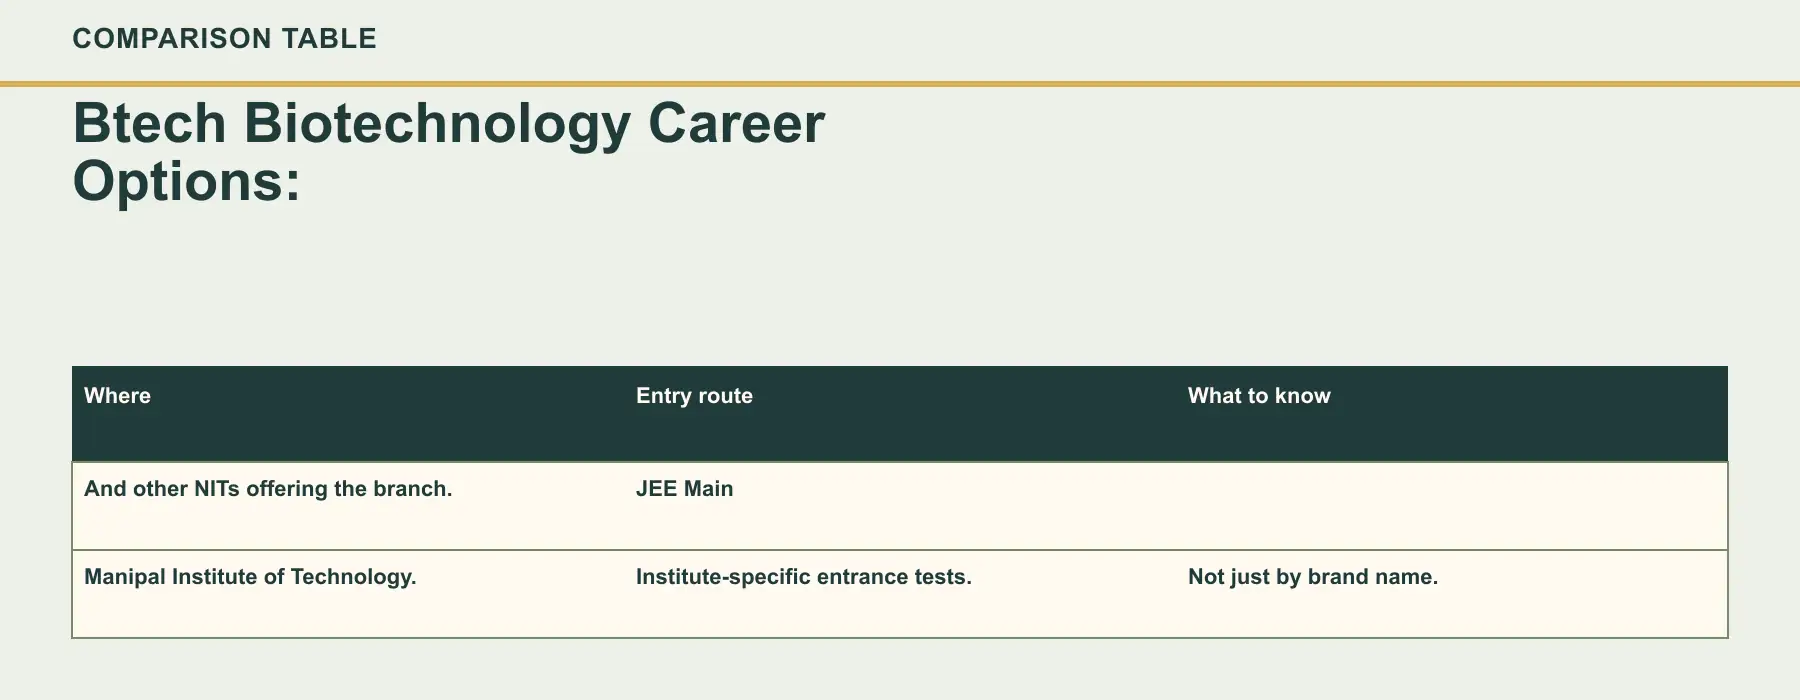 COMPARISON TABLE
Btech Biotechnology Career
Options:
Where Entry route What to know
And other NITs offering the branch. JEE Main
Manipal Institute of Technology. Institute-specific entrance tests. Not just by brand name.